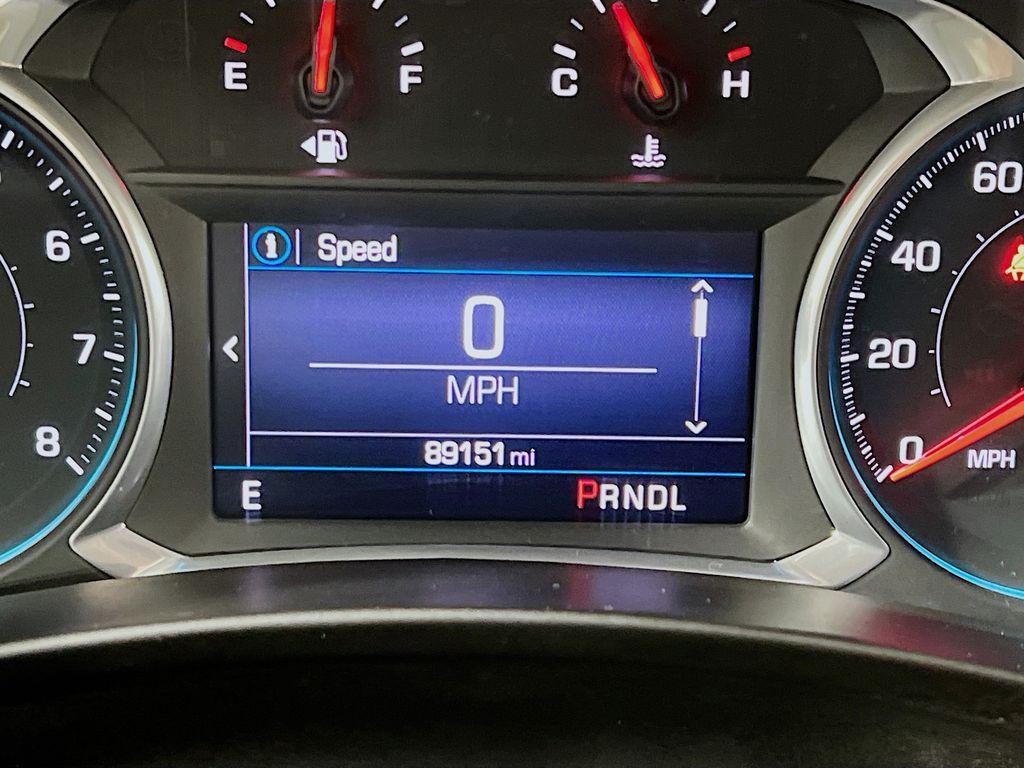 E F
C H
6
7
8
i Speed
0
MPH
89151 mi
E PRNDL
60
40
20
0
MPH